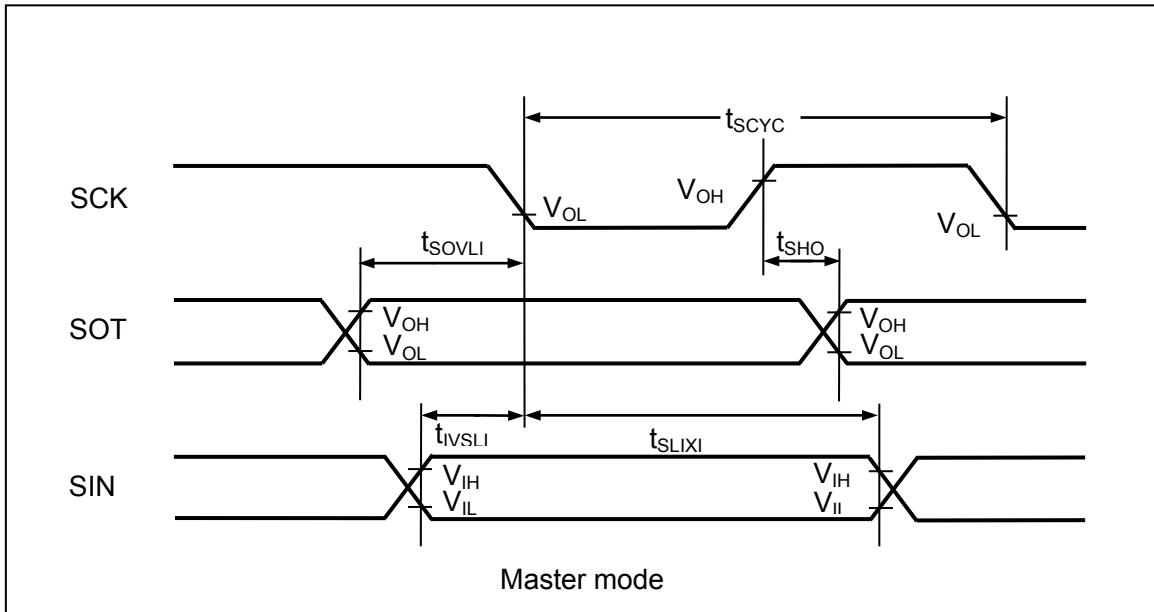 tSCYC
SCK
VOL
VOH
VOL
tSOVLI
tSHO
SOT
VOH
VOL
VOH
VOL
tIVSLI
tSLIXI
SIN
VIH
VIL
VIH
VII
Master mode